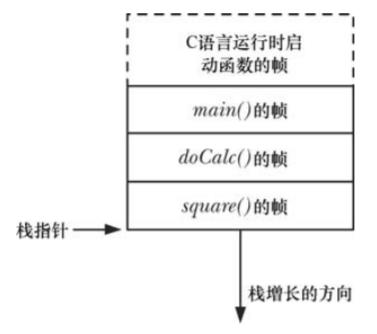 C语言运行时启
动函数的帧
main()的帧
doCalc()的帧
square()的帧
栈指针
栈增长的方向